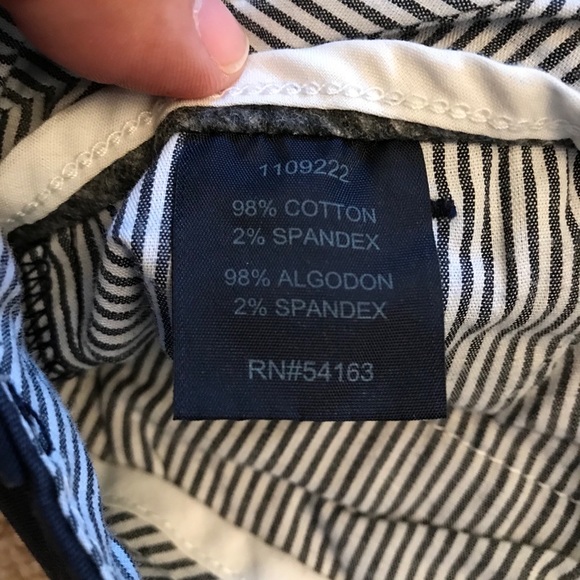 1109222
98% COTTON
2% SPANDEX
98% ALGODON
2% SPANDEX
RN#54163